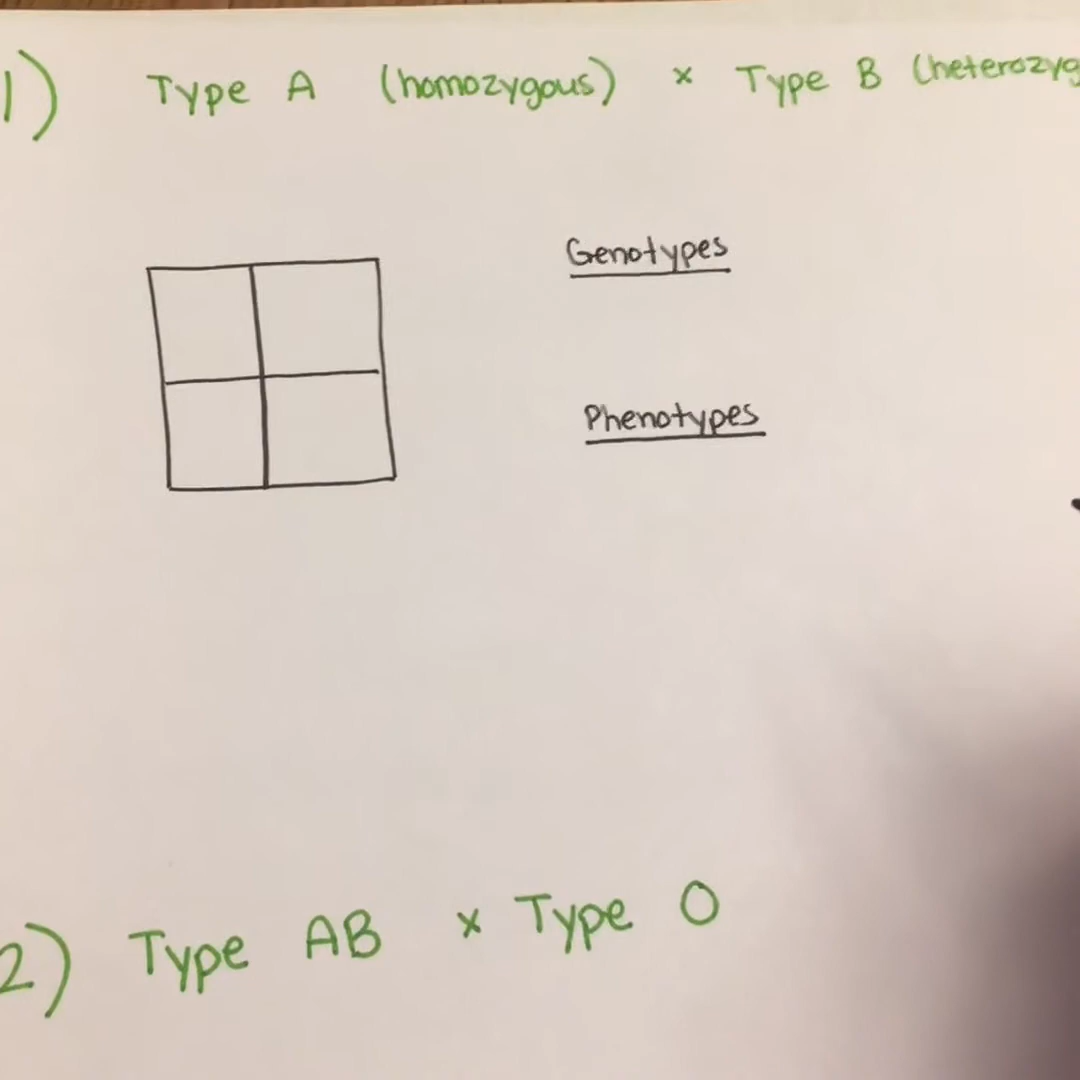 1) Type A (homozygous) x Type B (heterozyg
Genotypes
Phenotypes
2) Type AB x Type O